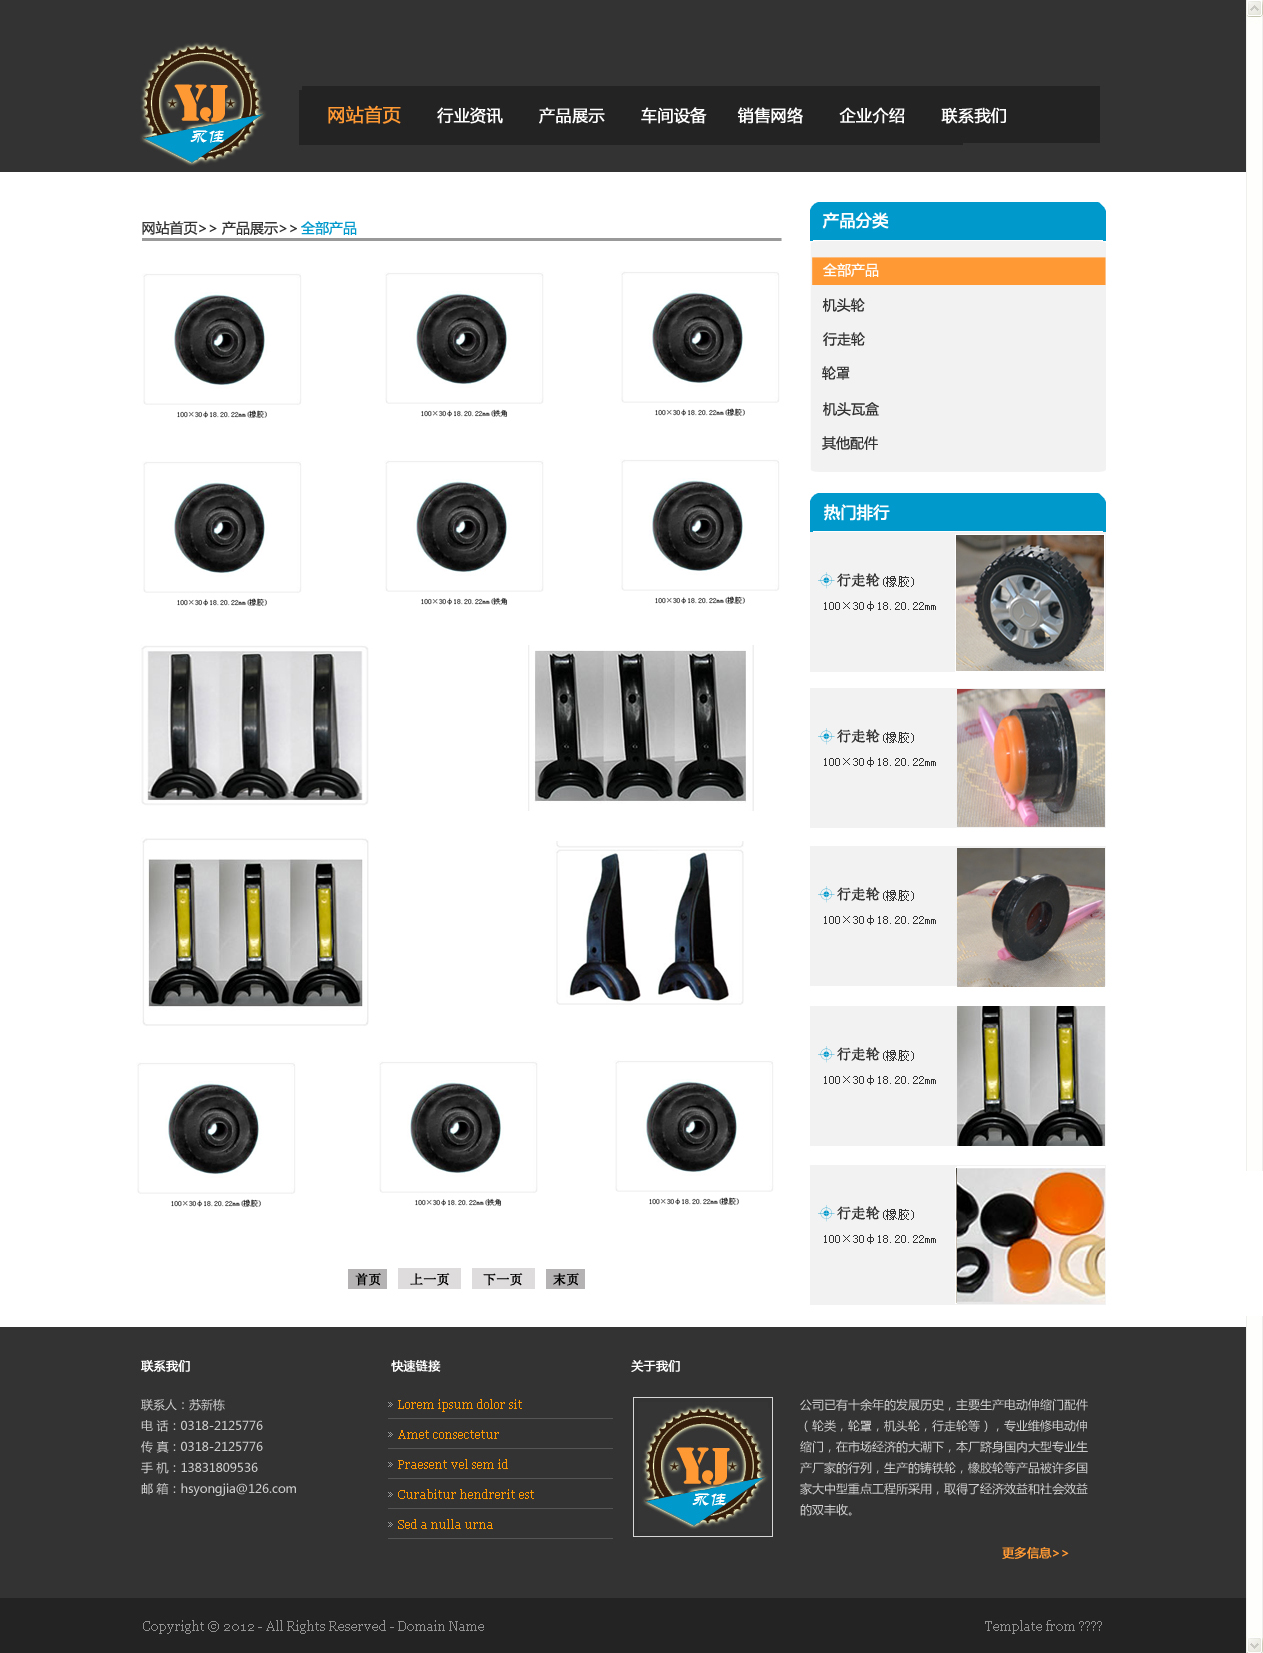 YJ
永佳
网站首页 行业资讯 产品展示 车间设备 销售网络 企业介绍 联系我们
网站首页>> 产品展示>> 全部产品
100×30φ18.20.22mm(橡胶)
100×30φ18.20.22mm(铁角
100×30φ18.20.22mm(橡胶)
100×30φ18.20.22mm(橡胶)
100×30φ18.20.22mm(铁角
100×30φ18.20.22mm(橡胶)
100×30φ18.20.22mm(橡胶)
100×30φ18.20.22mm(铁角
100×30φ18.20.22mm(橡胶)
首页 上一页 下一页 末页
产品分类
全部产品
机头轮
行走轮
轮罩
机头瓦盒
其他配件
热门排行
行走轮(橡胶)
100×30φ18.20.22mm
行走轮(橡胶)
100×30φ18.20.22mm
行走轮(橡胶)
100×30φ18.20.22mm
行走轮(橡胶)
100×30φ18.20.22mm
行走轮(橡胶)
100×30φ18.20.22mm
联系我们
联系人：苏新栋
电 话：0318-2125776
传 真：0318-2125776
手 机：13831809536
邮 箱：hsyongjia@126.com
快速链接
» Lorem ipsum dolor sit
» Amet consectetur
» Praesent vel sem id
» Curabitur hendrerit est
» Sed a nulla urna
关于我们
YJ
永佳
公司已有十余年的发展历史，主要生产电动伸缩门配件
（轮类，轮罩，机头轮，行走轮等），专业维修电动伸
缩门，在市场经济的大潮下，本厂跻身国内大型专业生
产厂家的行列，生产的铸铁轮，橡胶轮等产品被许多国
家大中型重点工程所采用，取得了经济效益和社会效益
的双丰收。
更多信息>>
Copyright © 2012 - All Rights Reserved - Domain Name
Template from ????